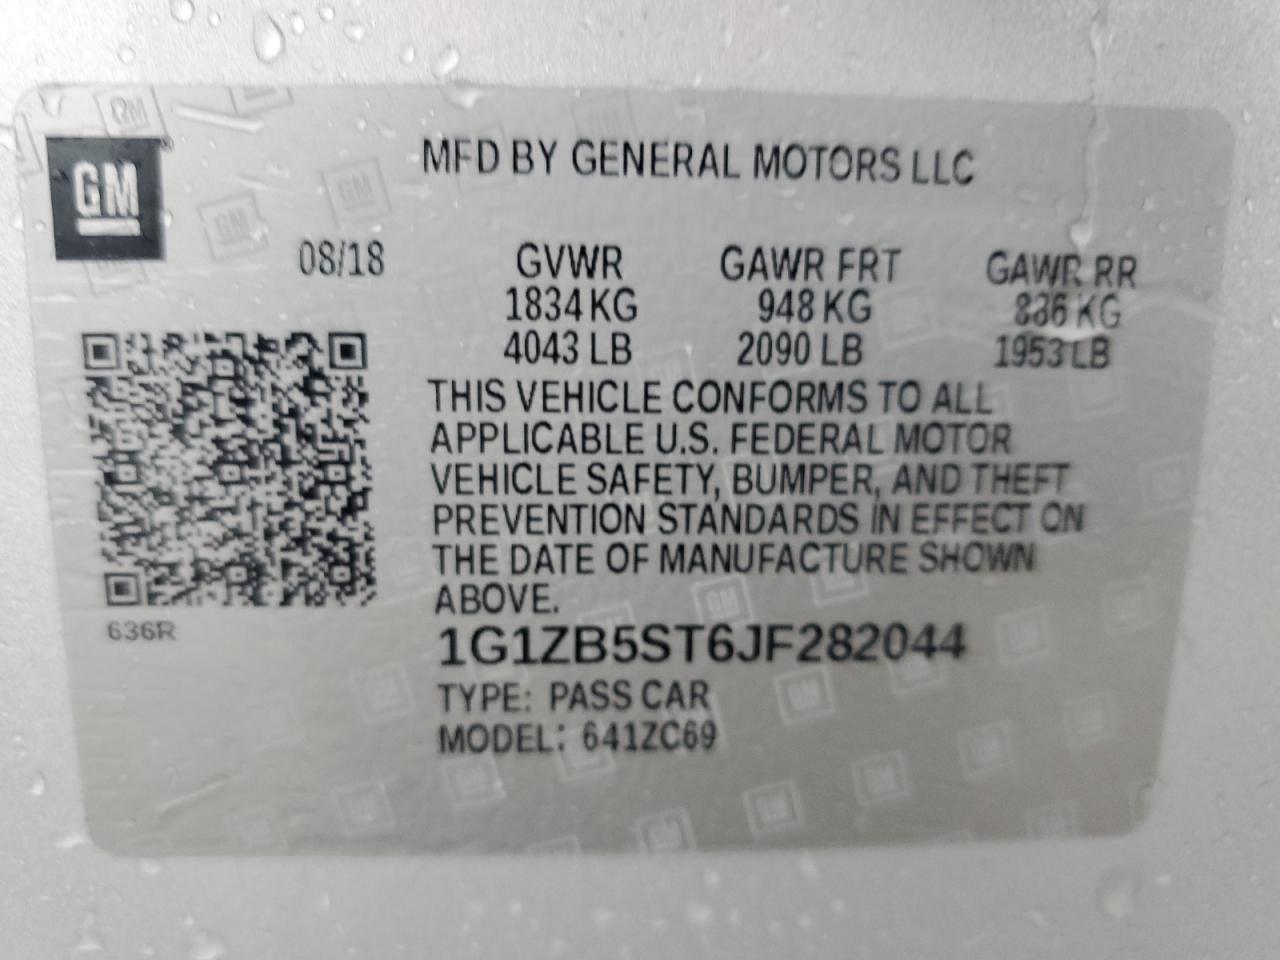 GM
MFD BY GENERAL MOTORS LLC
08/18 GVWR GAWR FRT GAWR RR
1834 KG 948 KG 886 KG
4043 LB 2090 LB 1953 LB
THIS VEHICLE CONFORMS TO ALL
APPLICABLE U.S. FEDERAL MOTOR
VEHICLE SAFETY, BUMPER, AND THEFT
PREVENTION STANDARDS IN EFFECT ON
THE DATE OF MANUFACTURE SHOWN
ABOVE.
636R
1G1ZB5ST6JF282044
TYPE: PASS CAR
MODEL: 641ZC69